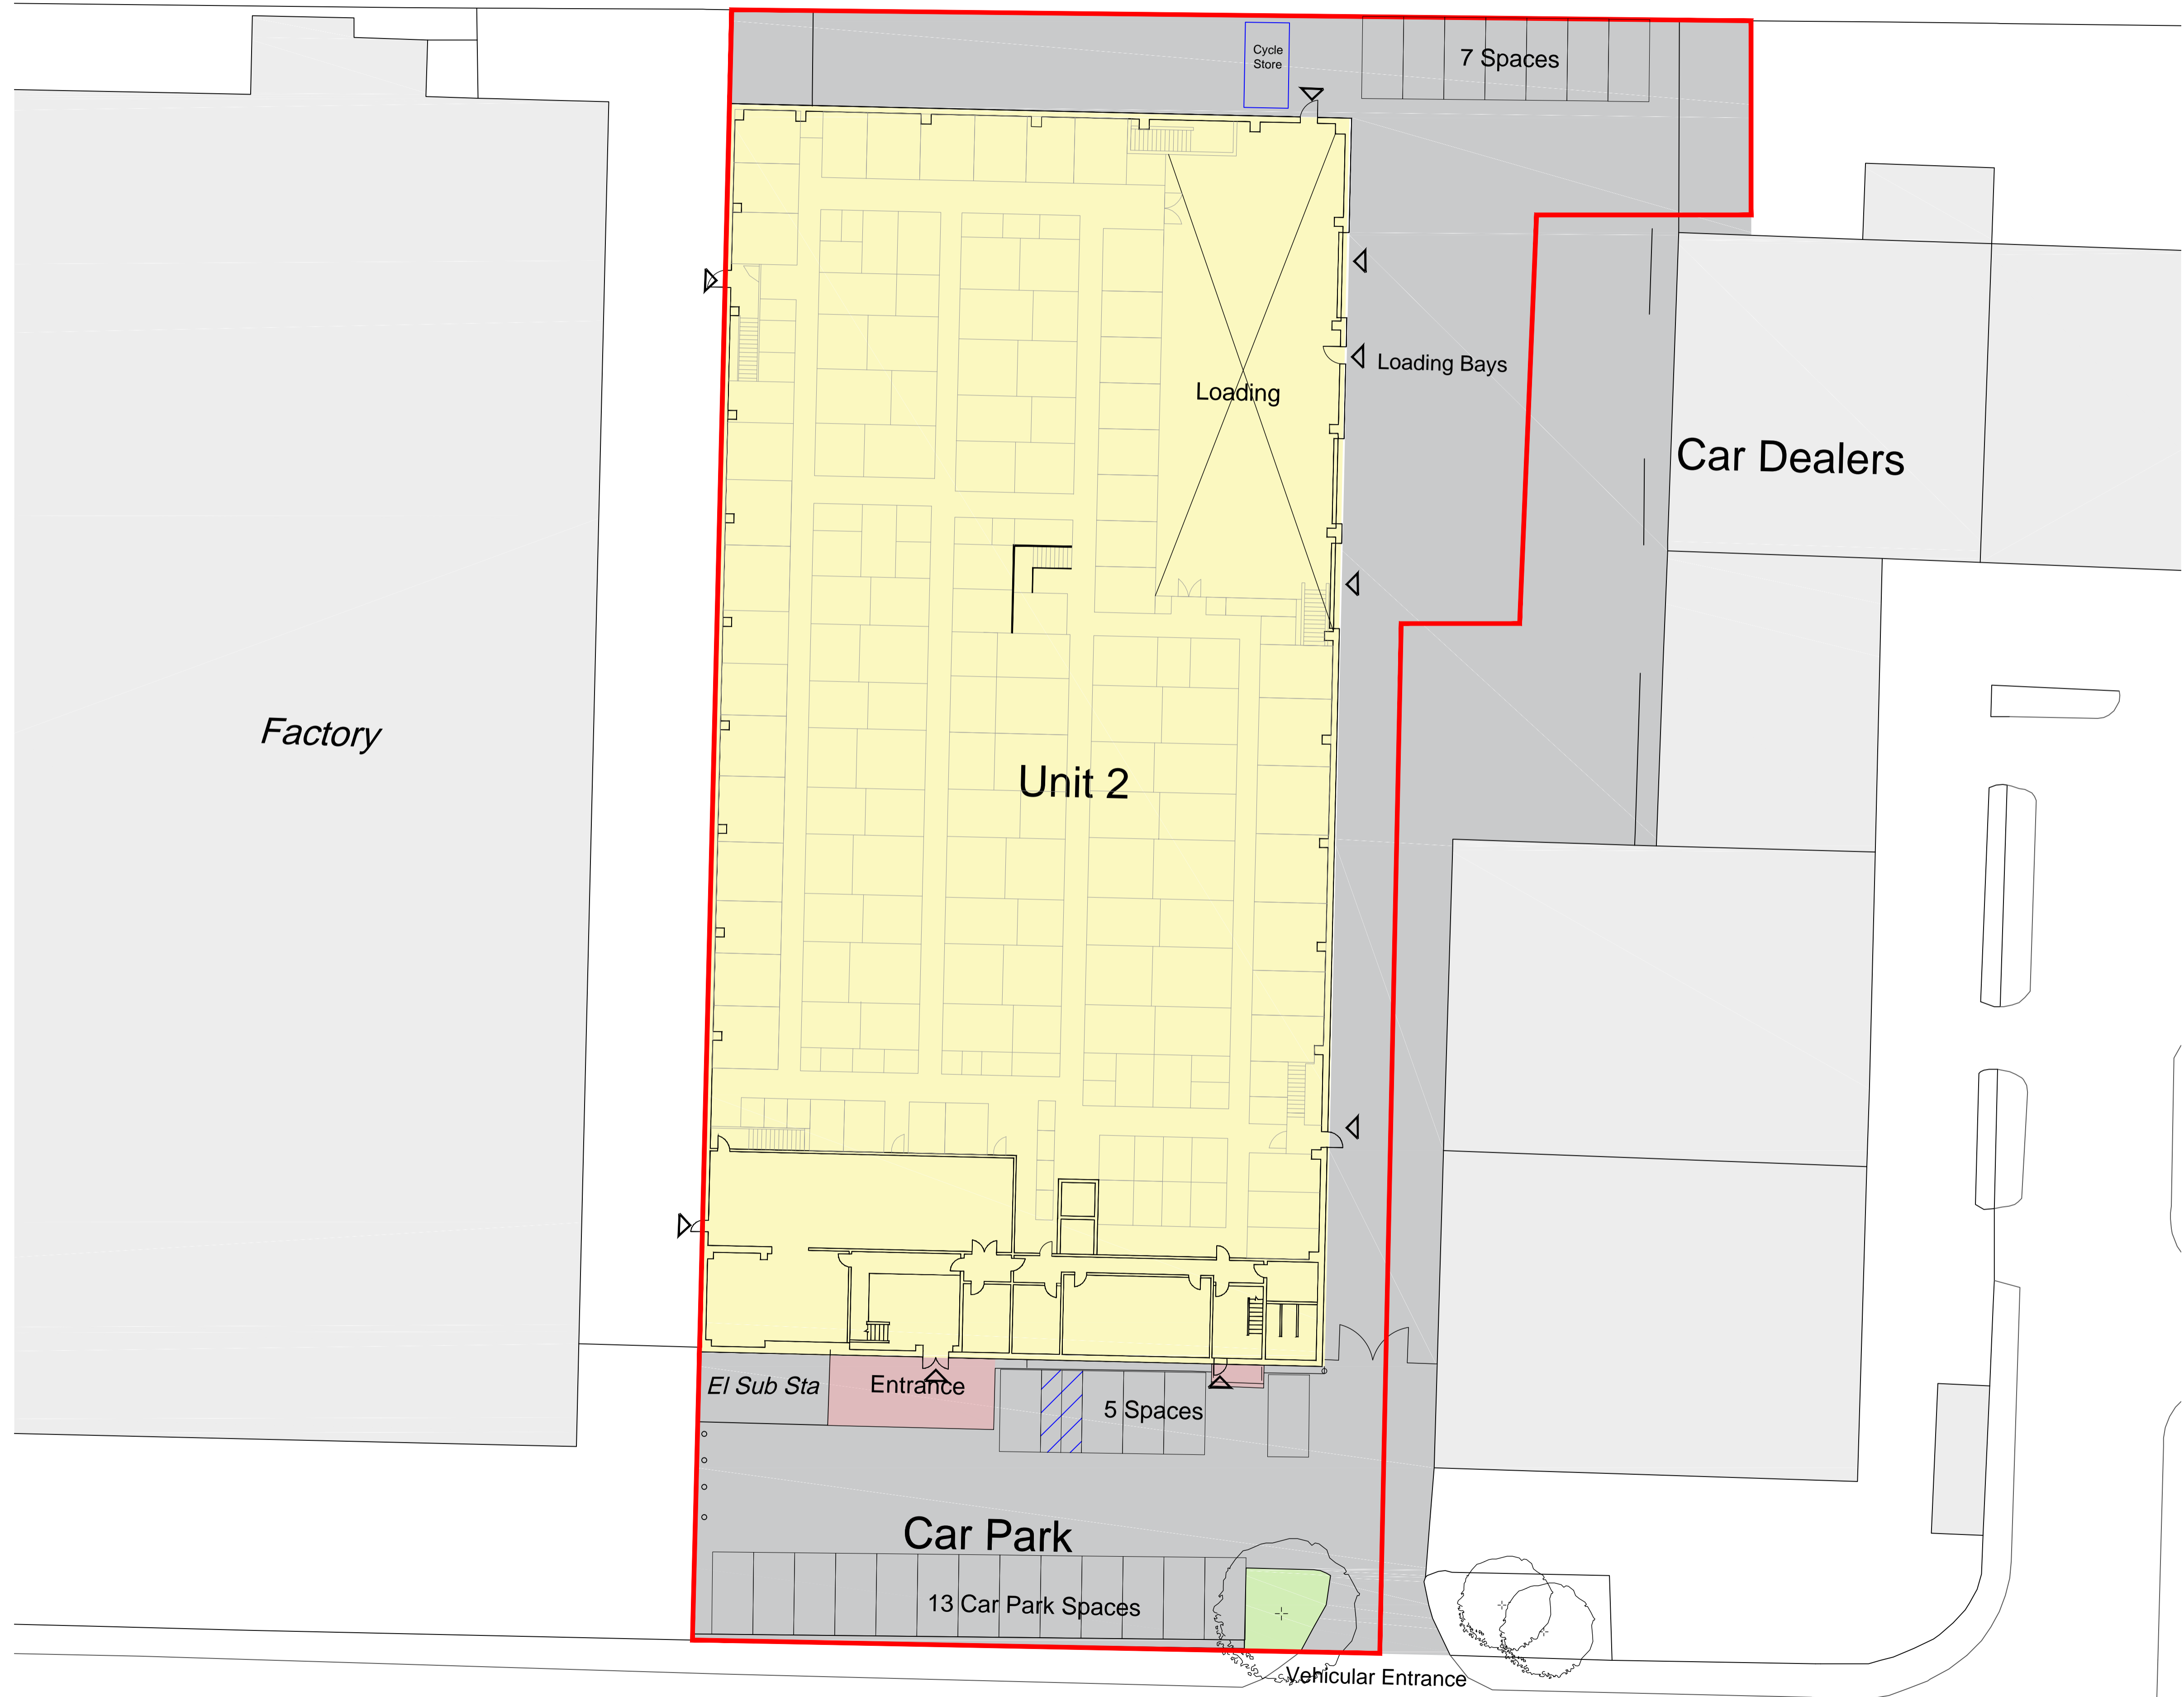 Cycle
Store
7 Spaces
Loading Bays
Loading
Car Dealers
Factory
Unit 2
El Sub Sta
Entrance
5 Spaces
Car Park
13 Car Park Spaces
Vehicular Entrance